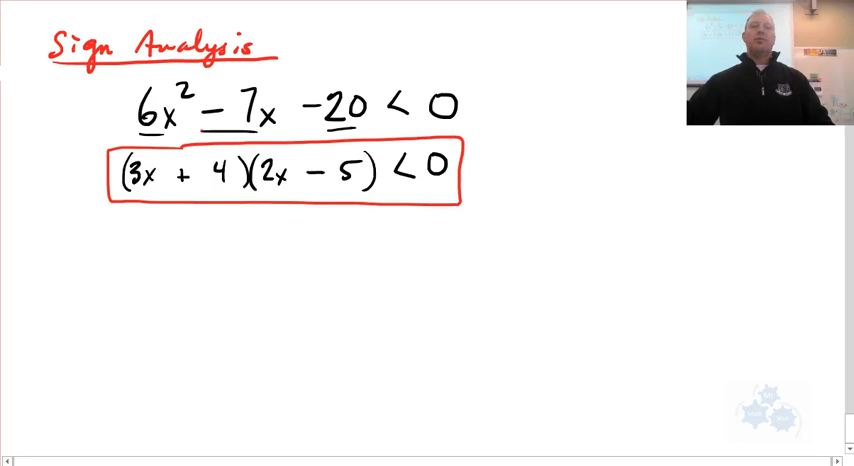 Sign Analysis
6x² - 7x - 20 < 0
(3x + 4)(2x - 5) < 0